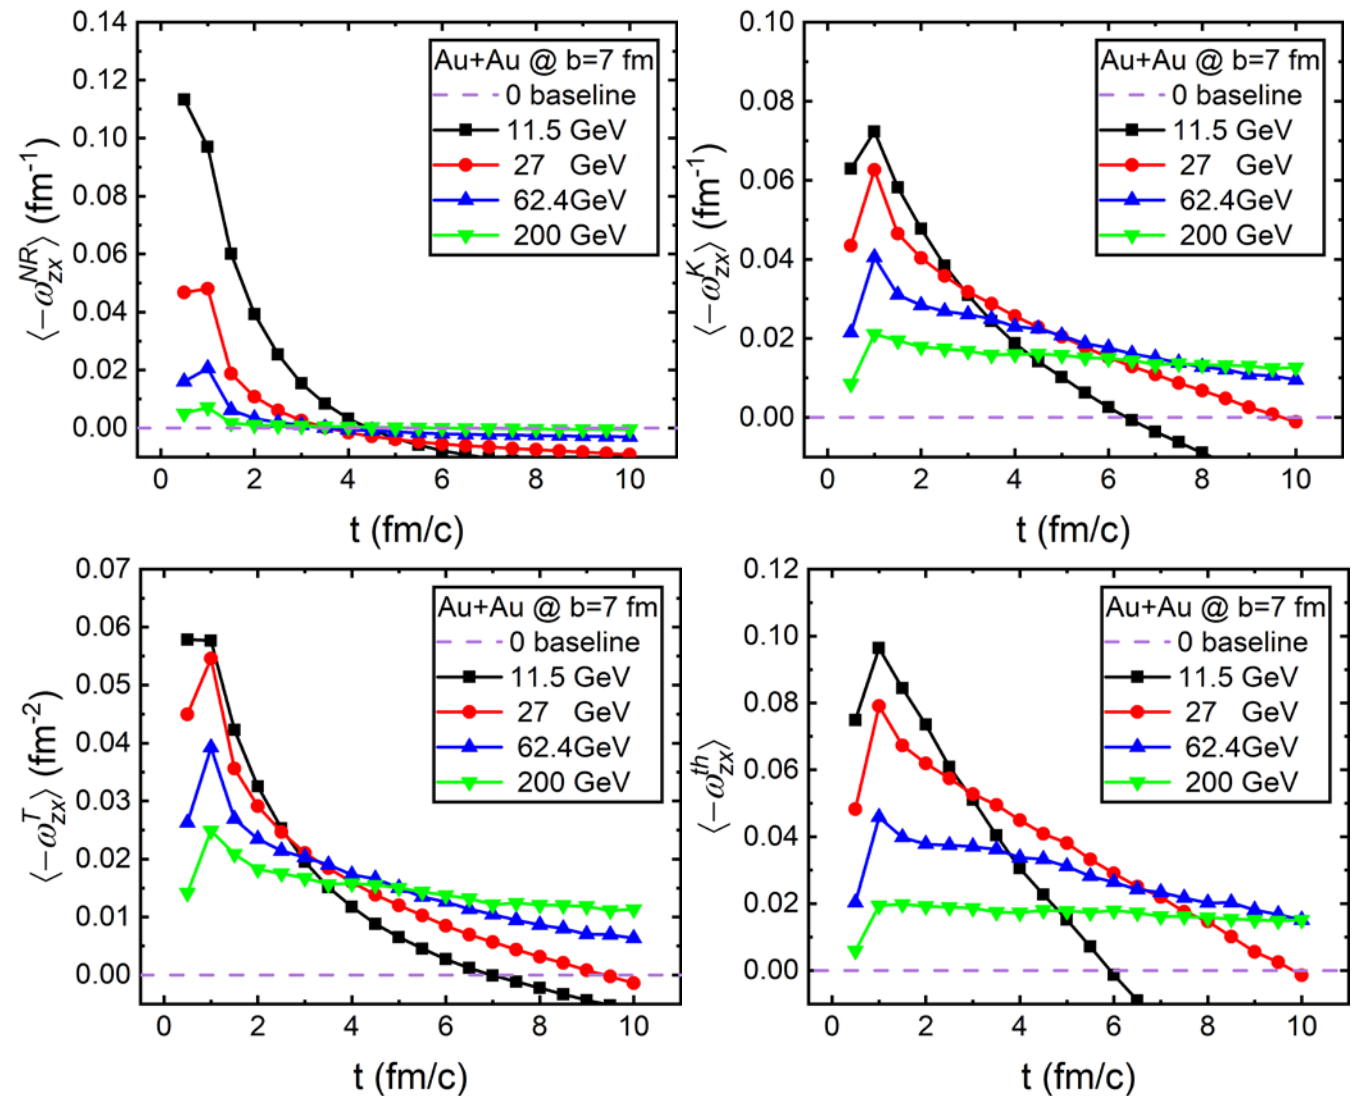 0.14
0.12
0.10
0.08
0.06
0.04
0.02
0.00
⟨−ω_{zx}^{NR}⟩ (fm⁻¹)
Au+Au @ b=7 fm
0 baseline
11.5 GeV
27 GeV
62.4GeV
200 GeV
0 2 4 6 8 10
t (fm/c)
0.10
0.08
0.06
0.04
0.02
0.00
⟨−ω_{zx}^{K}⟩ (fm⁻¹)
Au+Au @ b=7 fm
0 baseline
11.5 GeV
27 GeV
62.4GeV
200 GeV
0 2 4 6 8 10
t (fm/c)
0.07
0.06
0.05
0.04
0.03
0.02
0.01
0.00
⟨−ω_{zx}^{T}⟩ (fm⁻²)
Au+Au @ b=7 fm
0 baseline
11.5 GeV
27 GeV
62.4GeV
200 GeV
0 2 4 6 8 10
t (fm/c)
0.12
0.10
0.08
0.06
0.04
0.02
0.00
⟨−ω_{zx}^{th}⟩
Au+Au @ b=7 fm
0 baseline
11.5 GeV
27 GeV
62.4GeV
200 GeV
0 2 4 6 8 10
t (fm/c)